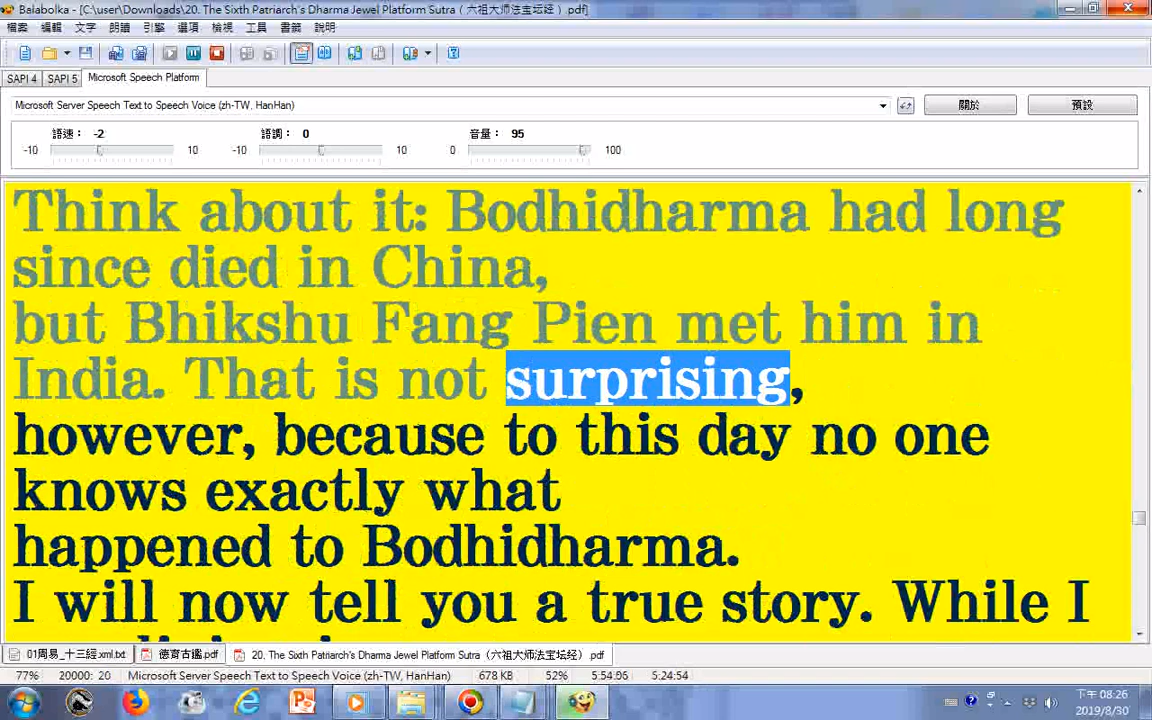 Balabolka - [C:\user\Downloads\20. The Sixth Patriarch's Dharma Jewel Platform Sutra（六祖大师法宝坛经）.pdf]
檔案 編輯 文字 朗讀 引擎 選項 檢視 工具 書籤 說明
SAPI 4 SAPI 5 Microsoft Speech Platform
Microsoft Server Speech Text to Speech Voice (zh-TW, HanHan) 關於 預設
語速： -2 語調： 0 音量： 95
-10 10 -10 10 0 100
Think about it: Bodhidharma had long
since died in China,
but Bhikshu Fang Pien met him in
India. That is not surprising,
however, because to this day no one
knows exactly what
happened to Bodhidharma.
I will now tell you a true story. While I
01周易_十三經.xml.txt 德育古鑑.pdf 20. The Sixth Patriarch's Dharma Jewel Platform Sutra（六祖大师法宝坛经）.pdf
77% 20000: 20 Microsoft Server Speech Text to Speech Voice (zh-TW, HanHan) 678 KB 52% 5:54:96 5:24:54
下午 08:26
2019/8/30